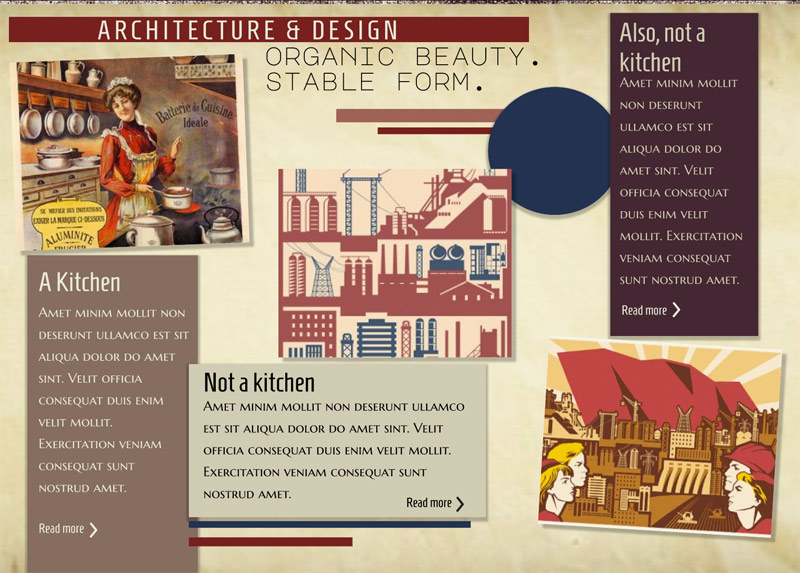 ARCHITECTURE & DESIGN
ORGANIC BEAUTY.
STABLE FORM.
Batterie de Cuisine
Idéale
SE MÉFIER DES IMITATIONS
EXIGER LA MARQUE CI-DESSOUS
ALUMINITE
FRUGIER
A Kitchen
Amet minim mollit non
deserunt ullamco est sit
aliqua dolor do amet
sint. Velit officia
consequat duis enim
velit mollit.
Exercitation veniam
consequat sunt
nostrud amet.
Read more
Not a kitchen
Amet minim mollit non deserunt ullamco
est sit aliqua dolor do amet sint. Velit
officia consequat duis enim velit mollit.
Exercitation veniam consequat sunt
nostrud amet.
Read more
Also, not a
kitchen
Amet minim mollit
non deserunt
ullamco est sit
aliqua dolor do
amet sint. Velit
officia consequat
duis enim velit
mollit. Exercitation
veniam consequat
sunt nostrud amet.
Read more